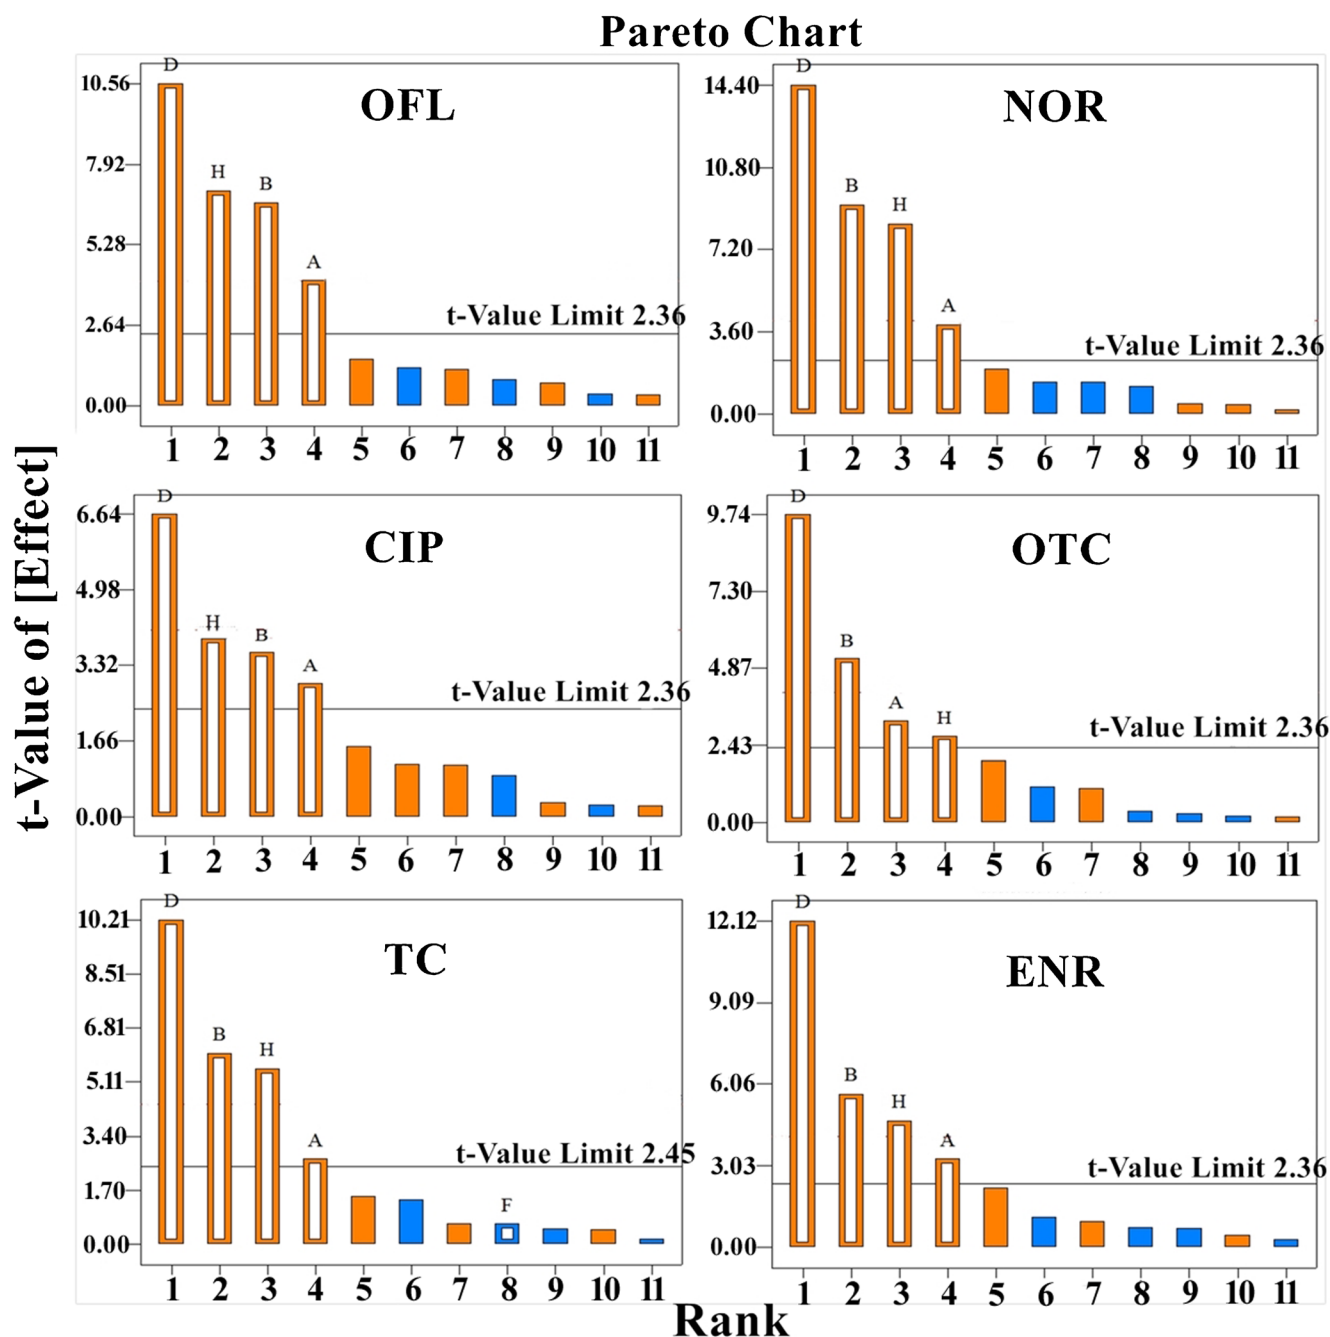 Pareto Chart
t-Value of [Effect]
OFL
10.56
7.92
5.28
2.64
0.00
D
H
B
A
t-Value Limit 2.36
1 2 3 4 5 6 7 8 9 10 11
NOR
14.40
10.80
7.20
3.60
0.00
D
B
H
A
t-Value Limit 2.36
1 2 3 4 5 6 7 8 9 10 11
CIP
6.64
4.98
3.32
1.66
0.00
D
H
B
A
t-Value Limit 2.36
1 2 3 4 5 6 7 8 9 10 11
OTC
9.74
7.30
4.87
2.43
0.00
D
B
A
H
t-Value Limit 2.36
1 2 3 4 5 6 7 8 9 10 11
TC
10.21
8.51
6.81
5.11
3.40
1.70
0.00
D
B
H
A
F
t-Value Limit 2.45
1 2 3 4 5 6 7 8 9 10 11
ENR
12.12
9.09
6.06
3.03
0.00
D
B
H
A
t-Value Limit 2.36
1 2 3 4 5 6 7 8 9 10 11
Rank